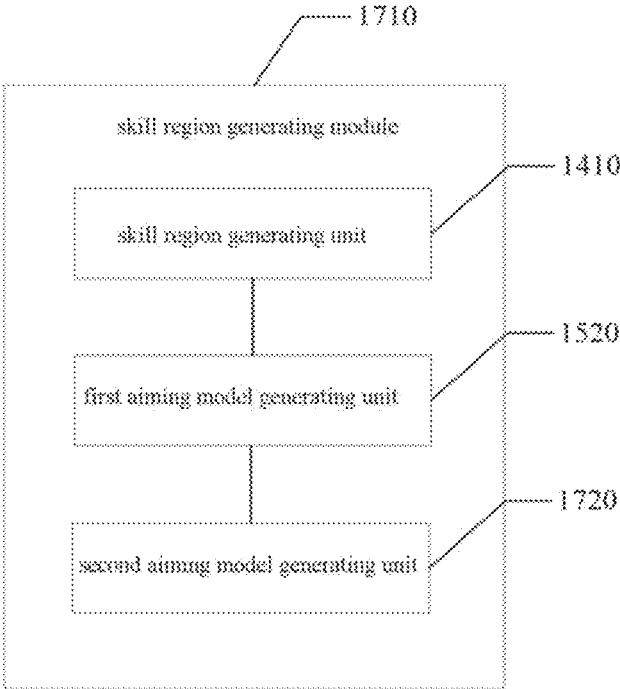 1710
skill region generating module
1410
skill region generating unit
1520
first aiming model generating unit
1720
second aiming model generating unit